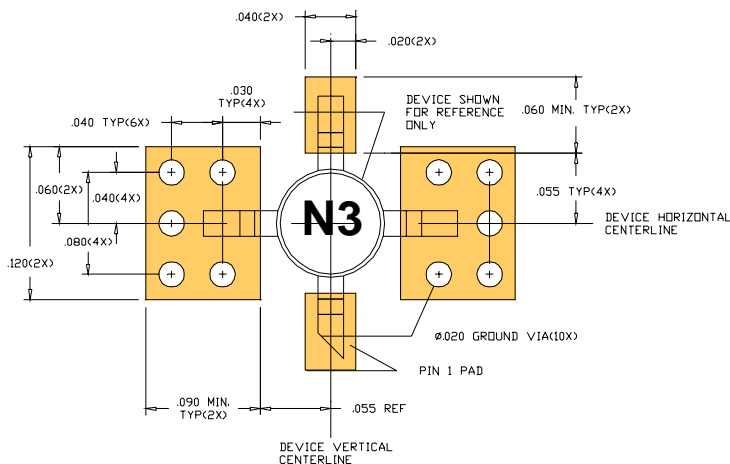 .040(2X)
.020(2X)
.030
TYP(4X)
.040 TYP(6X)
DEVICE SHOWN
FOR REFERENCE
ONLY
.060 MIN. TYP(2X)
.060(2X)
.040(4X)
.055 TYP(4X)
N3
DEVICE HORIZONTAL
CENTERLINE
.080(4X)
.120(2X)
Ø.020 GROUND VIA(10X)
PIN 1 PAD
.090 MIN.
TYP(2X)
.055 REF
DEVICE VERTICAL
CENTERLINE